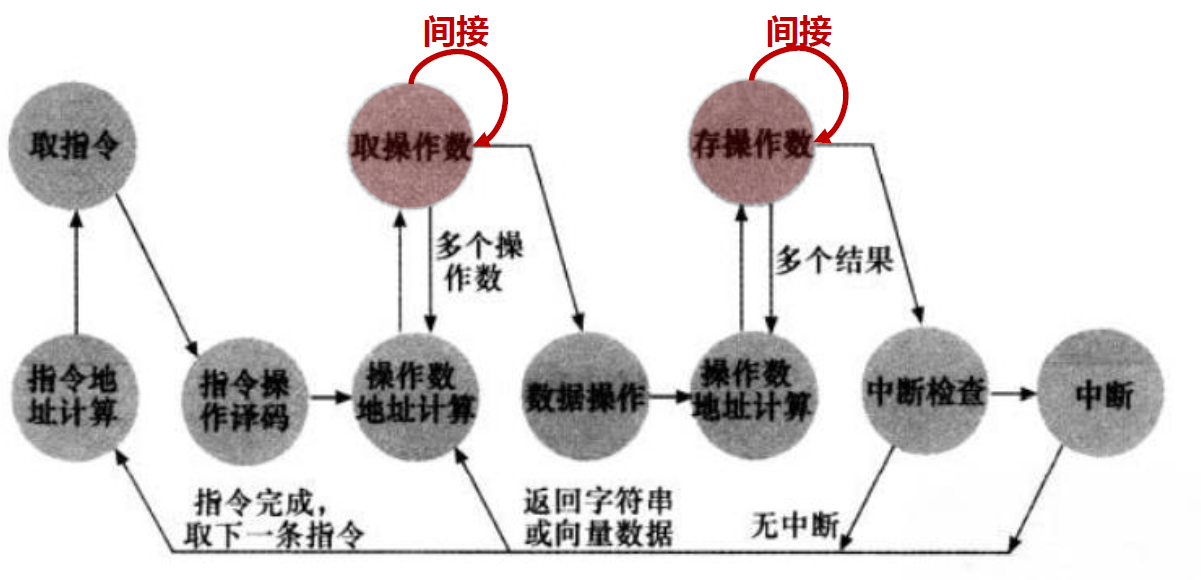 间接
间接
取指令
取操作数
存操作数
多个操
作数
多个结果
指令地
址计算
指令操
作译码
操作数
地址计算
数据操作
操作数
地址计算
中断检查
中断
指令完成，
取下一条指令
返回字符串
或向量数据
无中断